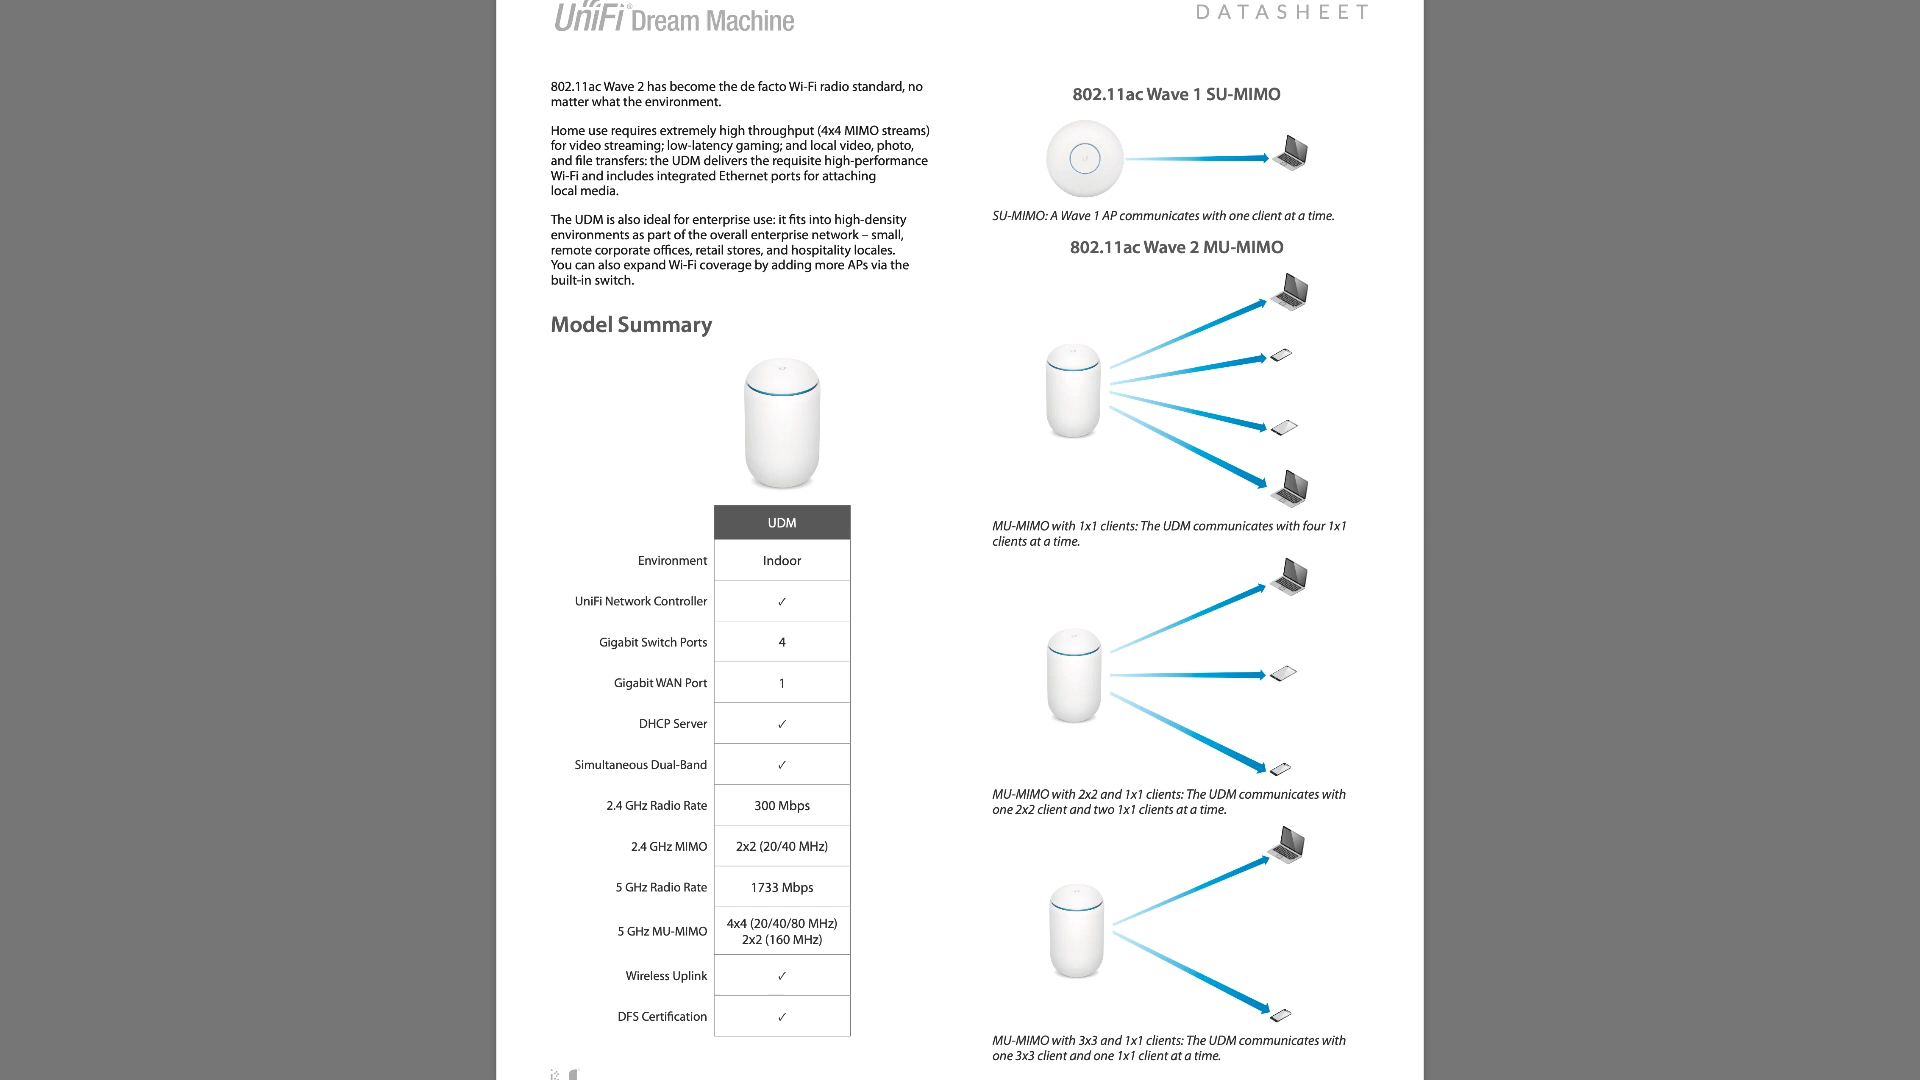 UniFi® Dream Machine
DATASHEET
802.11ac Wave 2 has become the de facto Wi-Fi radio standard, no
matter what the environment.
Home use requires extremely high throughput (4x4 MIMO streams)
for video streaming; low-latency gaming; and local video, photo,
and file transfers: the UDM delivers the requisite high-performance
Wi-Fi and includes integrated Ethernet ports for attaching
local media.
The UDM is also ideal for enterprise use: it fits into high-density
environments as part of the overall enterprise network – small,
remote corporate offices, retail stores, and hospitality locales.
You can also expand Wi-Fi coverage by adding more APs via the
built-in switch.
Model Summary
UDM
Environment Indoor
UniFi Network Controller ✓
Gigabit Switch Ports 4
Gigabit WAN Port 1
DHCP Server ✓
Simultaneous Dual-Band ✓
2.4 GHz Radio Rate 300 Mbps
2.4 GHz MIMO 2x2 (20/40 MHz)
5 GHz Radio Rate 1733 Mbps
5 GHz MU-MIMO 4x4 (20/40/80 MHz)
2x2 (160 MHz)
Wireless Uplink ✓
DFS Certification ✓
802.11ac Wave 1 SU-MIMO
SU-MIMO: A Wave 1 AP communicates with one client at a time.
802.11ac Wave 2 MU-MIMO
MU-MIMO with 1x1 clients: The UDM communicates with four 1x1
clients at a time.
MU-MIMO with 2x2 and 1x1 clients: The UDM communicates with
one 2x2 client and two 1x1 clients at a time.
MU-MIMO with 3x3 and 1x1 clients: The UDM communicates with
one 3x3 client and one 1x1 client at a time.